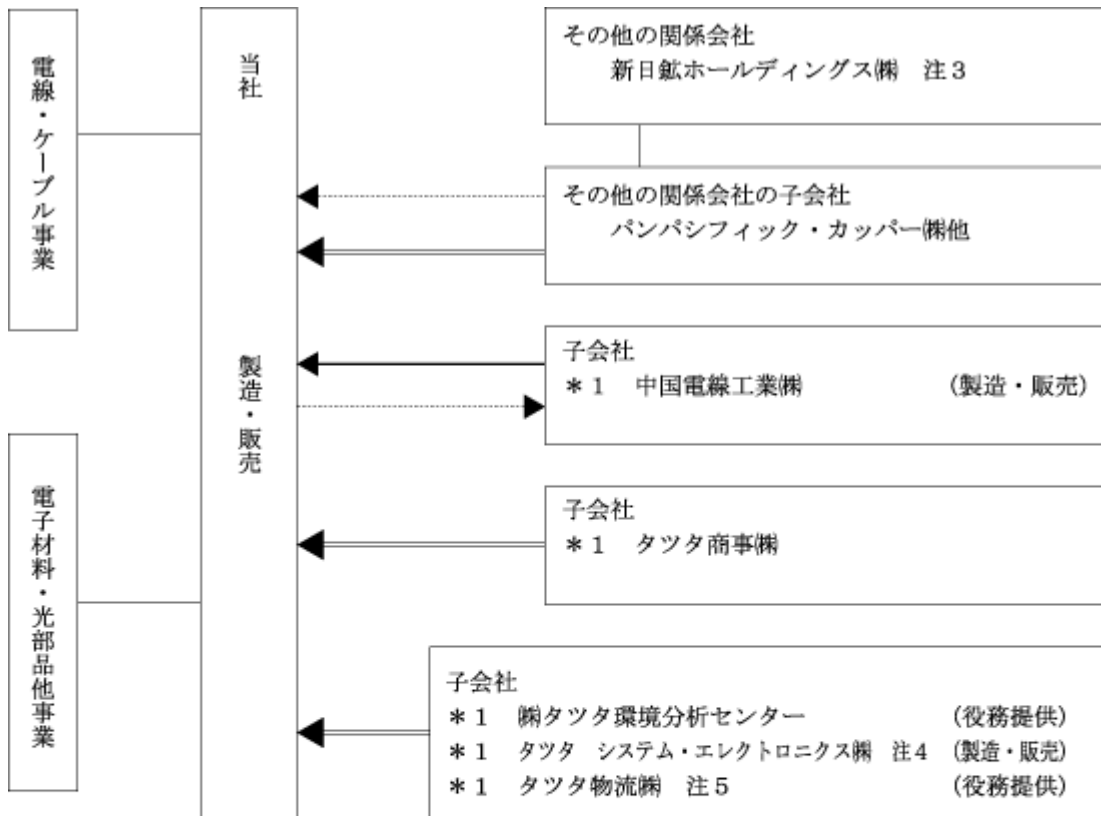 電線・ケーブル事業
電子材料・光部品他事業
当社
製造・販売
その他の関係会社
新日鉱ホールディングス㈱ 注３
その他の関係会社の子会社
パンパシフィック・カッパー㈱他
子会社
＊１ 中国電線工業㈱ （製造・販売）
子会社
＊１ タツタ商事㈱
子会社
＊１ ㈱タツタ環境分析センター （役務提供）
＊１ タツタ システム・エレクトロニクス㈱ 注４ （製造・販売）
＊１ タツタ物流㈱ 注５ （役務提供）